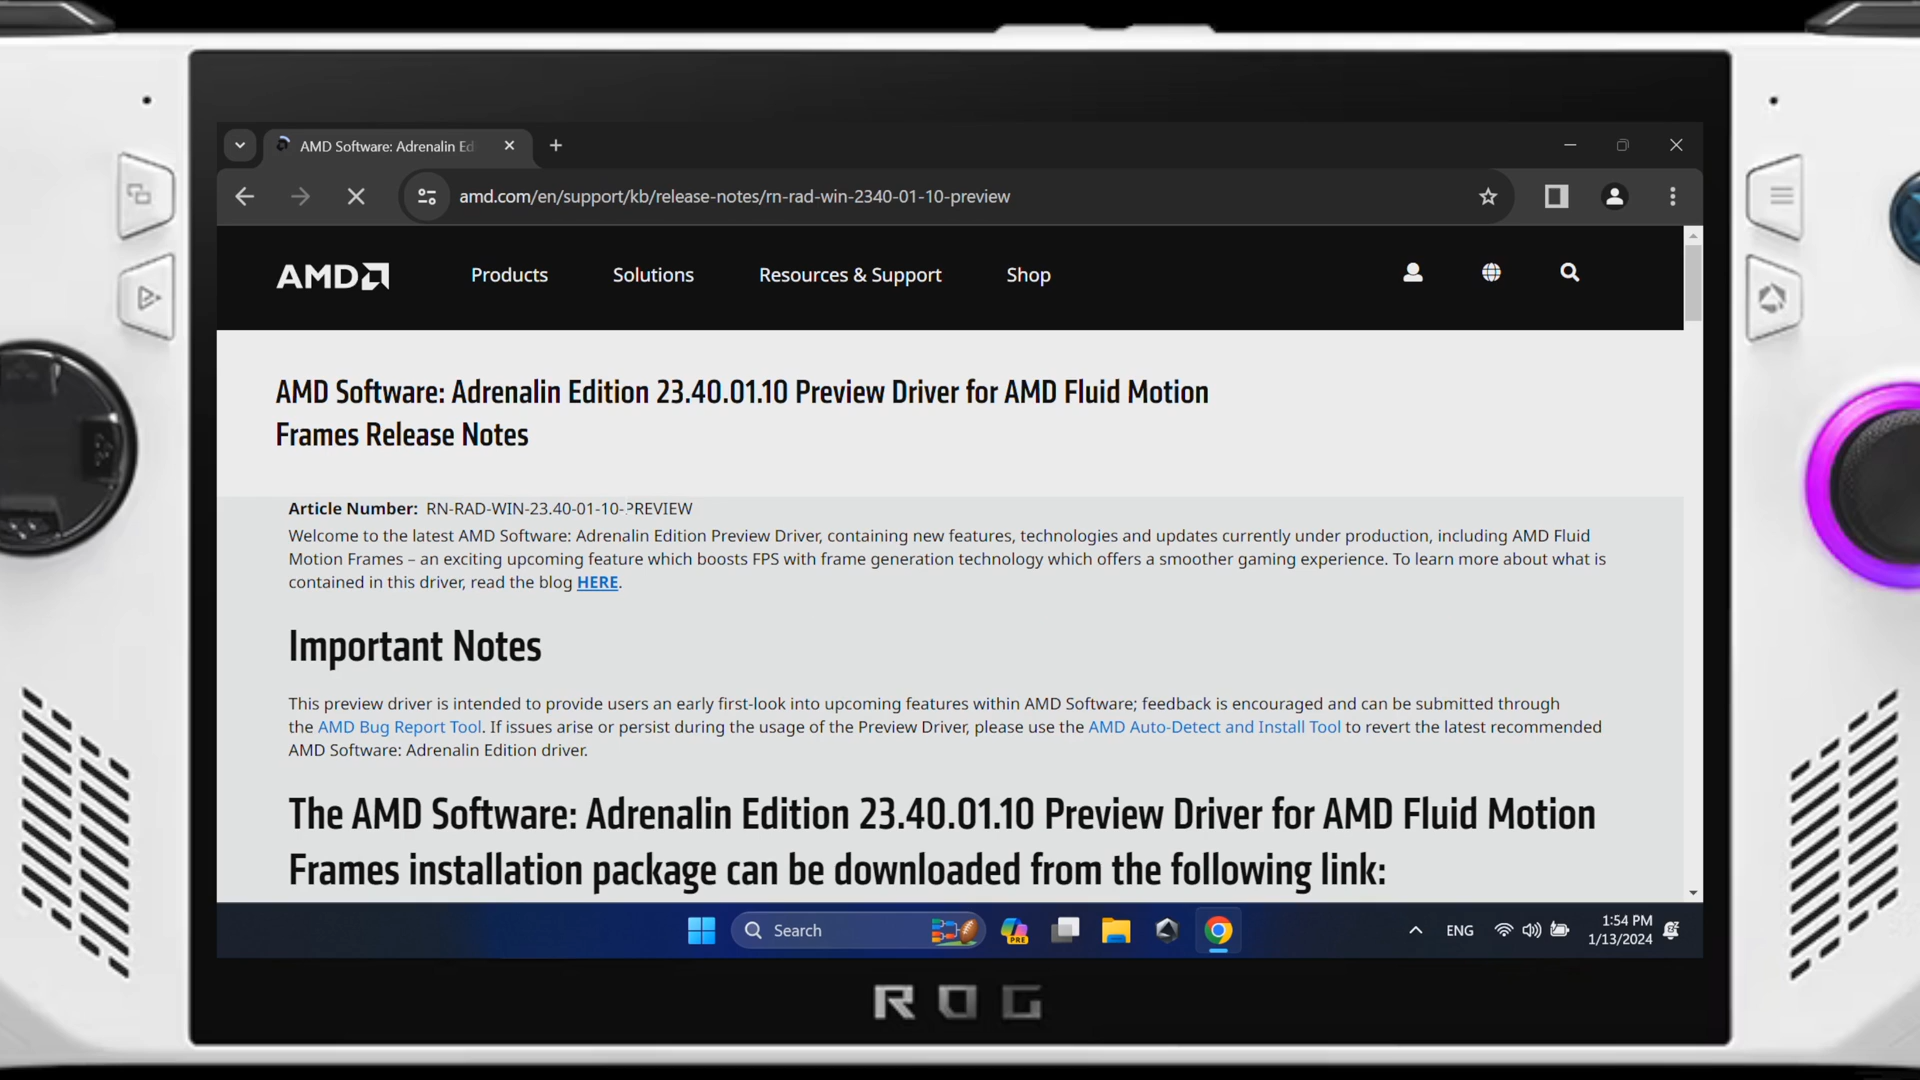 AMD Software: Adrenalin Ed
amd.com/en/support/kb/release-notes/rn-rad-win-2340-01-10-preview
AMD Products Solutions Resources & Support Shop
AMD Software: Adrenalin Edition 23.40.01.10 Preview Driver for AMD Fluid Motion
Frames Release Notes
Article Number: RN-RAD-WIN-23.40-01-10-PREVIEW
Welcome to the latest AMD Software: Adrenalin Edition Preview Driver, containing new features, technologies and updates currently under production, including AMD Fluid
Motion Frames – an exciting upcoming feature which boosts FPS with frame generation technology which offers a smoother gaming experience. To learn more about what is
contained in this driver, read the blog HERE.
Important Notes
This preview driver is intended to provide users an early first-look into upcoming features within AMD Software; feedback is encouraged and can be submitted through
the AMD Bug Report Tool. If issues arise or persist during the usage of the Preview Driver, please use the AMD Auto-Detect and Install Tool to revert the latest recommended
AMD Software: Adrenalin Edition driver.
The AMD Software: Adrenalin Edition 23.40.01.10 Preview Driver for AMD Fluid Motion
Frames installation package can be downloaded from the following link:
Search PRE ENG 1:54 PM
1/13/2024
ROG